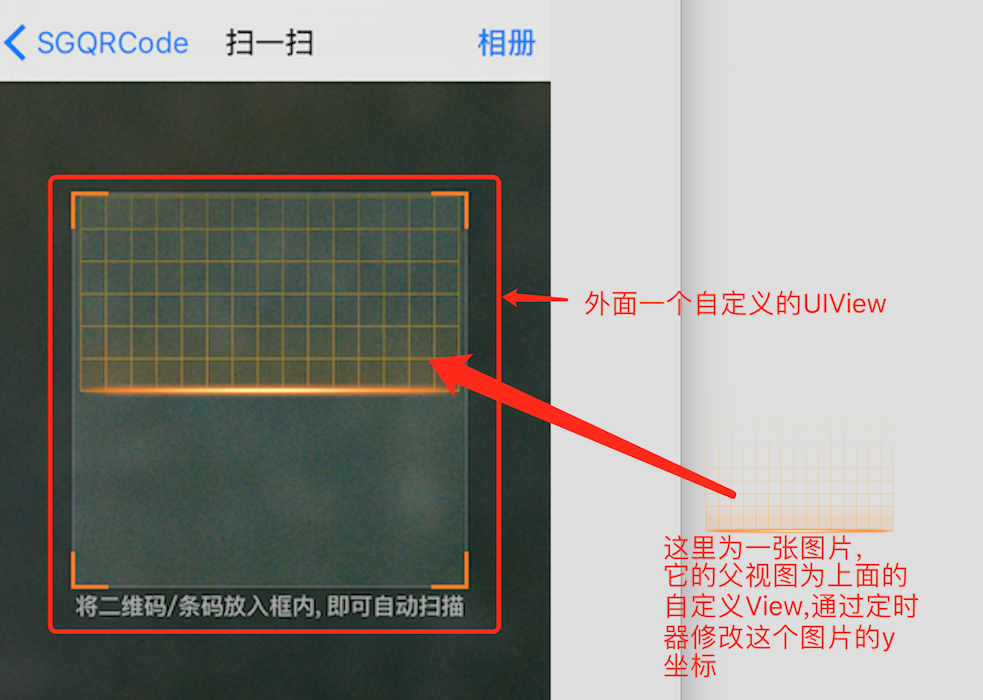 SGQRCode 扫一扫 相册
外面一个自定义的UIView
将二维码/条码放入框内, 即可自动扫描
这里为一张图片,
它的父视图为上面的
自定义View,通过定时
器修改这个图片的y
坐标